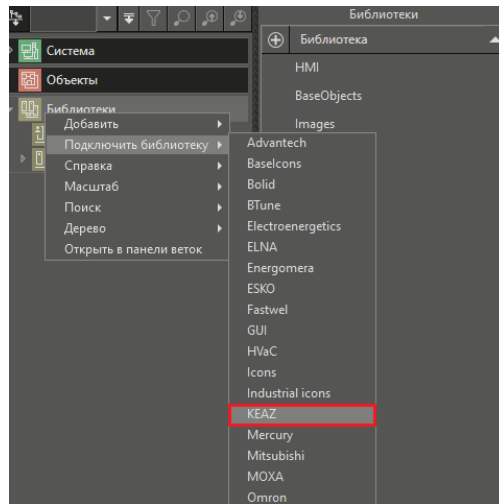 Библиотеки
Библиотека
Система
HMI
Объекты
BaseObjects
Библиотеки
Images
Добавить
Подключить библиотеку
Справка
Масштаб
Поиск
Дерево
Открыть в панели веток
Advantech
BaseIcons
Bolid
BTune
Electroenergetics
ELNA
Energomera
ESKO
Fastwel
GUI
HVaC
Icons
Industrial icons
KEAZ
Mercury
Mitsubishi
MOXA
Omron